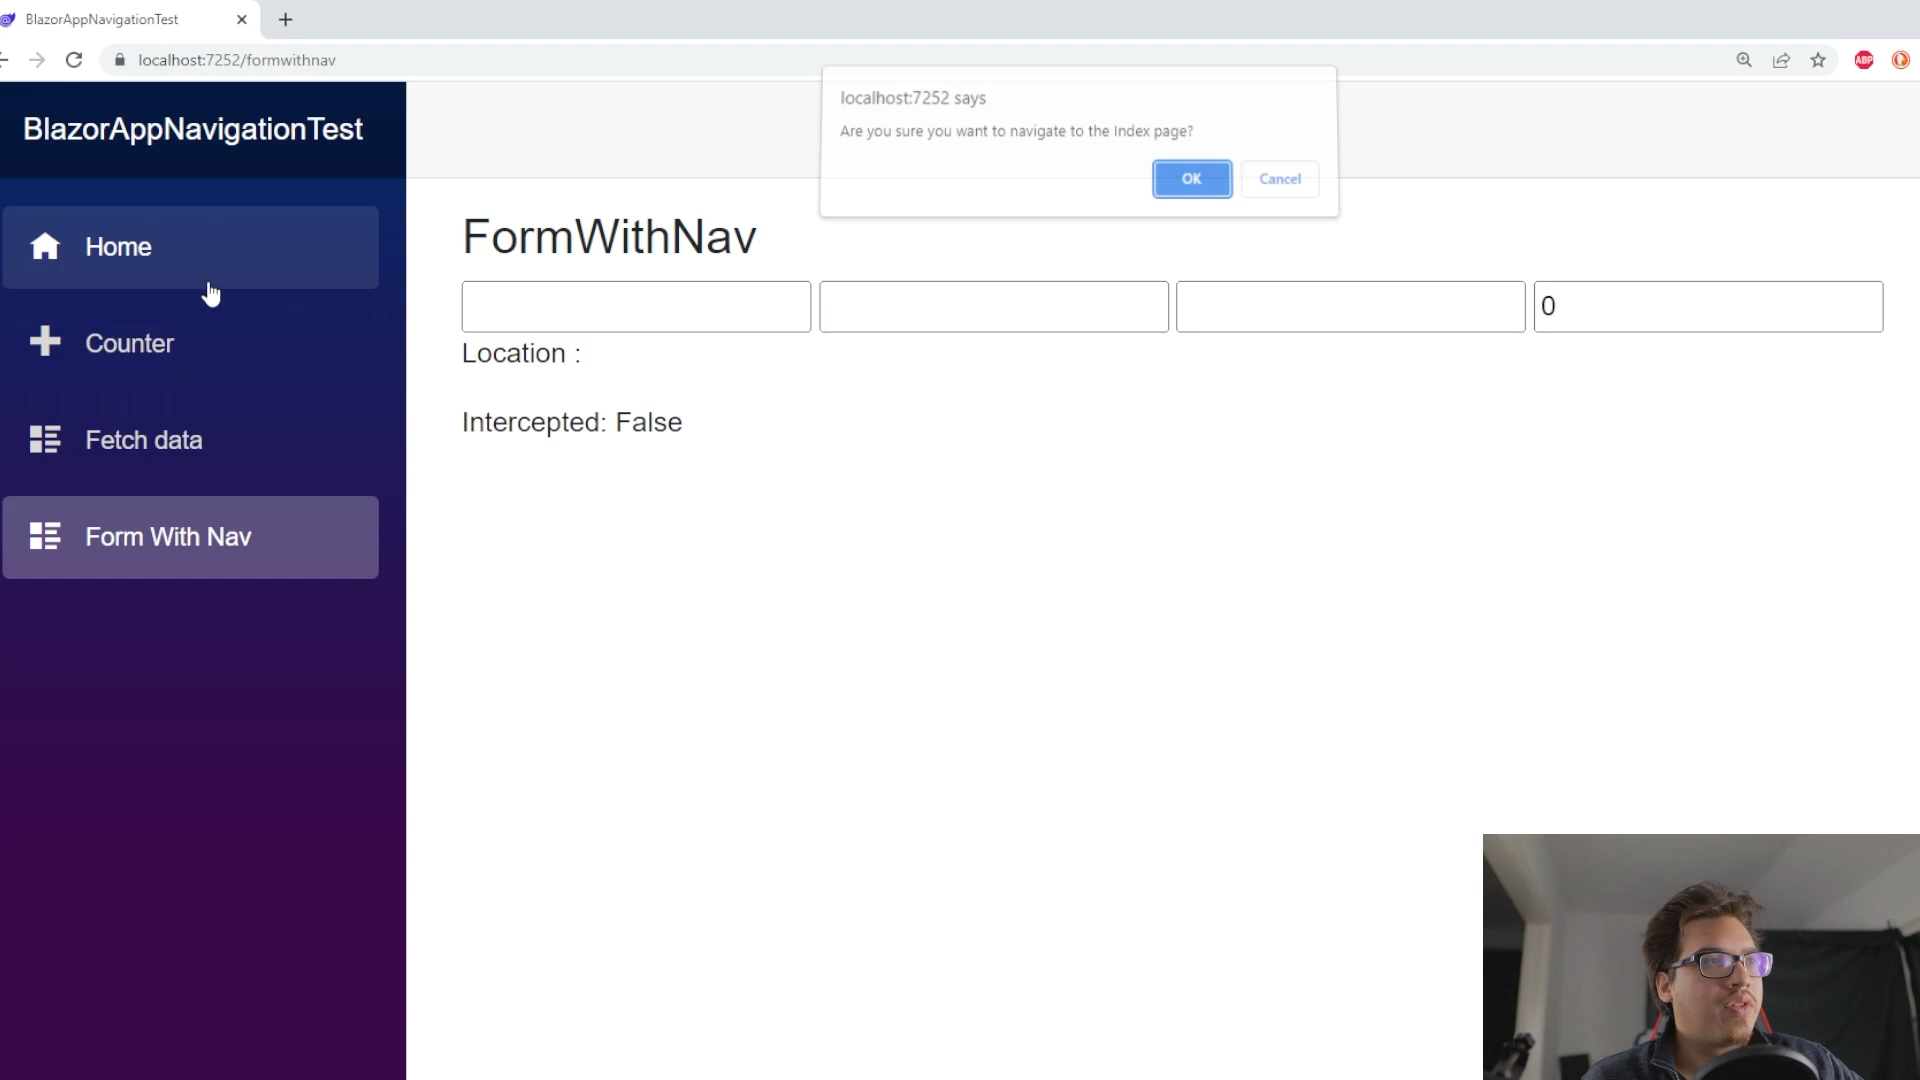 BlazorAppNavigationTest
localhost:7252/formwithnav
ABP
localhost:7252 says
Are you sure you want to navigate to the Index page?
OK
Cancel
BlazorAppNavigationTest
Home
Counter
Fetch data
Form With Nav
FormWithNav
0
Location :
Intercepted: False